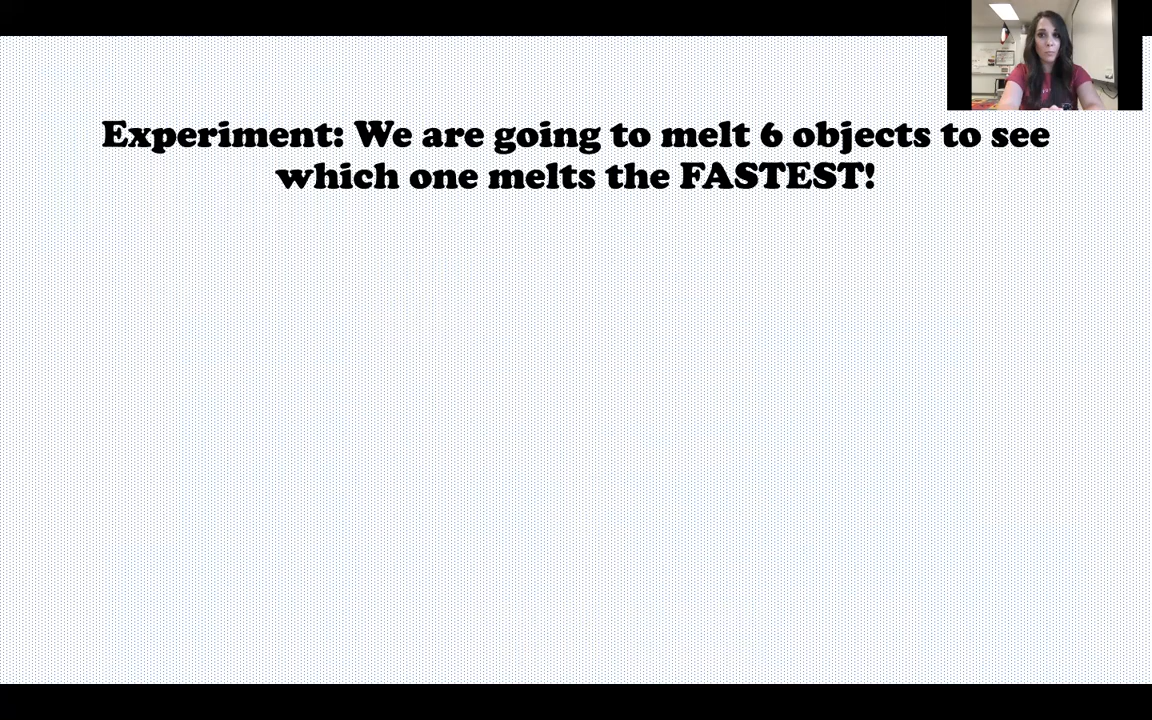 Experiment: We are going to melt 6 objects to see
which one melts the FASTEST!